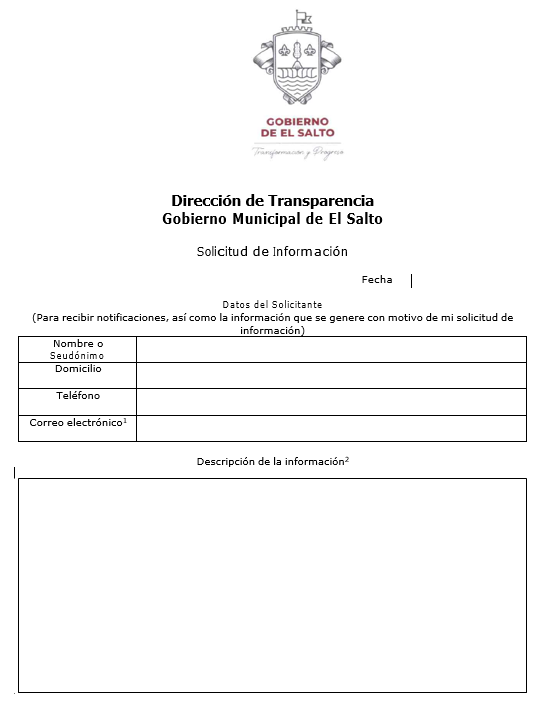 GOBIERNO
DE EL SALTO
Transformación y Progreso
Dirección de Transparencia
Gobierno Municipal de El Salto
Solicitud de Información
Fecha
Datos del Solicitante
(Para recibir notificaciones, así como la información que se genere con motivo de mi solicitud de
información)
Nombre o
Seudónimo
Domicilio
Teléfono
Correo electrónico¹
Descripción de la información²